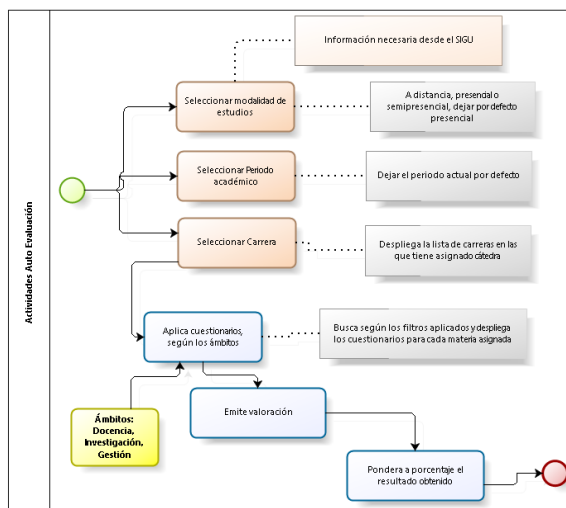 Información necesaria desde el SIGU
Seleccionar modalidad de
estudios
A distancia, presencial o
semipresencial, dejar por defecto
presencial
Seleccionar Periodo
académico
Dejar el periodo actual por defecto
Seleccionar Carrera
Despliega la lista de carreras en las
que tiene asignado cátedra
Actividades Auto Evaluación
Aplica cuestionarios,
según los ámbitos
Busca según los filtros aplicados y despliega
los cuestionarios para cada materia asignada
Ámbitos:
Docencia,
Investigación,
Gestión
Emite valoración
Pondera a porcentaje el
resultado obtenido